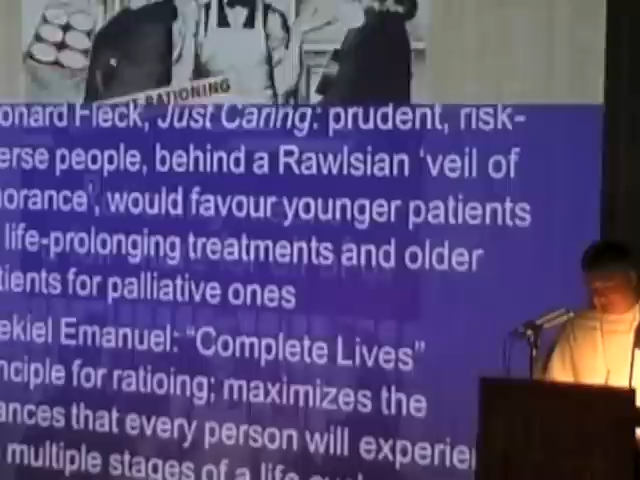 RATIONING
onard Fleck, Just Caring: prudent, risk-
erse people, behind a Rawlsian 'veil of
norance', would favour younger patients
life-prolonging treatments and older
tients for palliative ones
ekiel Emanuel: "Complete Lives"
nciple for ratioing; maximizes the
ances that every person will experie
multiple stages of a life